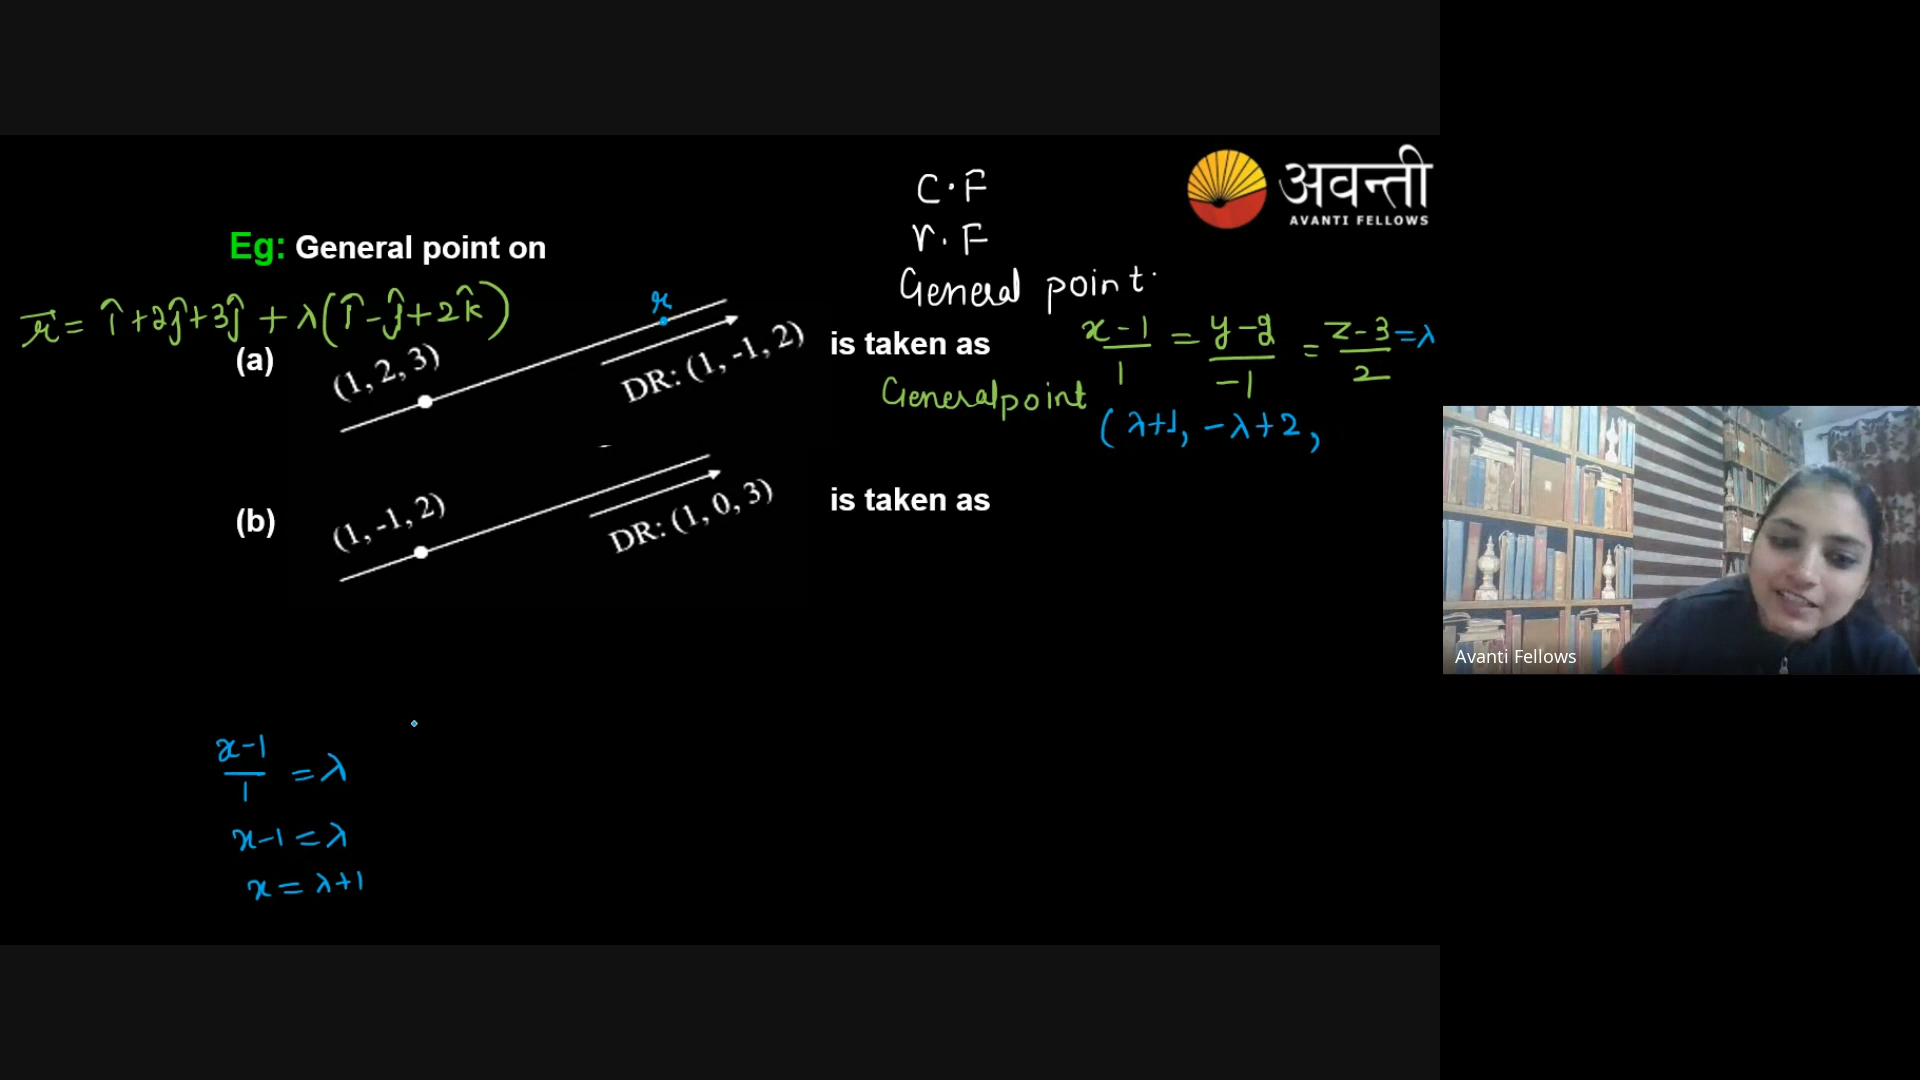 C.F
r.F
General point.
अवन्ती
AVANTI FELLOWS
Eg: General point on
r̄ = î + 2ĵ + 3ĵ + λ(î - ĵ + 2k̂)
(a)
(1, 2, 3)
r
DR: (1, -1, 2)
is taken as
x-1/1 = y-2/-1 = z-3/2 = λ
General point
(λ+1, -λ+2,
(b)
(1, -1, 2)
DR: (1, 0, 3)
is taken as
Avanti Fellows
x-1/1 = λ
x-1 = λ
x = λ+1